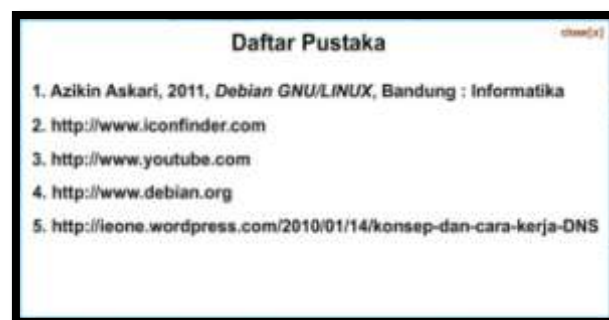 Daftar Pustaka
close[x]
1. Azikin Askari, 2011, Debian GNU/LINUX, Bandung : Informatika
2. http://www.iconfinder.com
3. http://www.youtube.com
4. http://www.debian.org
5. http://ieone.wordpress.com/2010/01/14/konsep-dan-cara-kerja-DNS